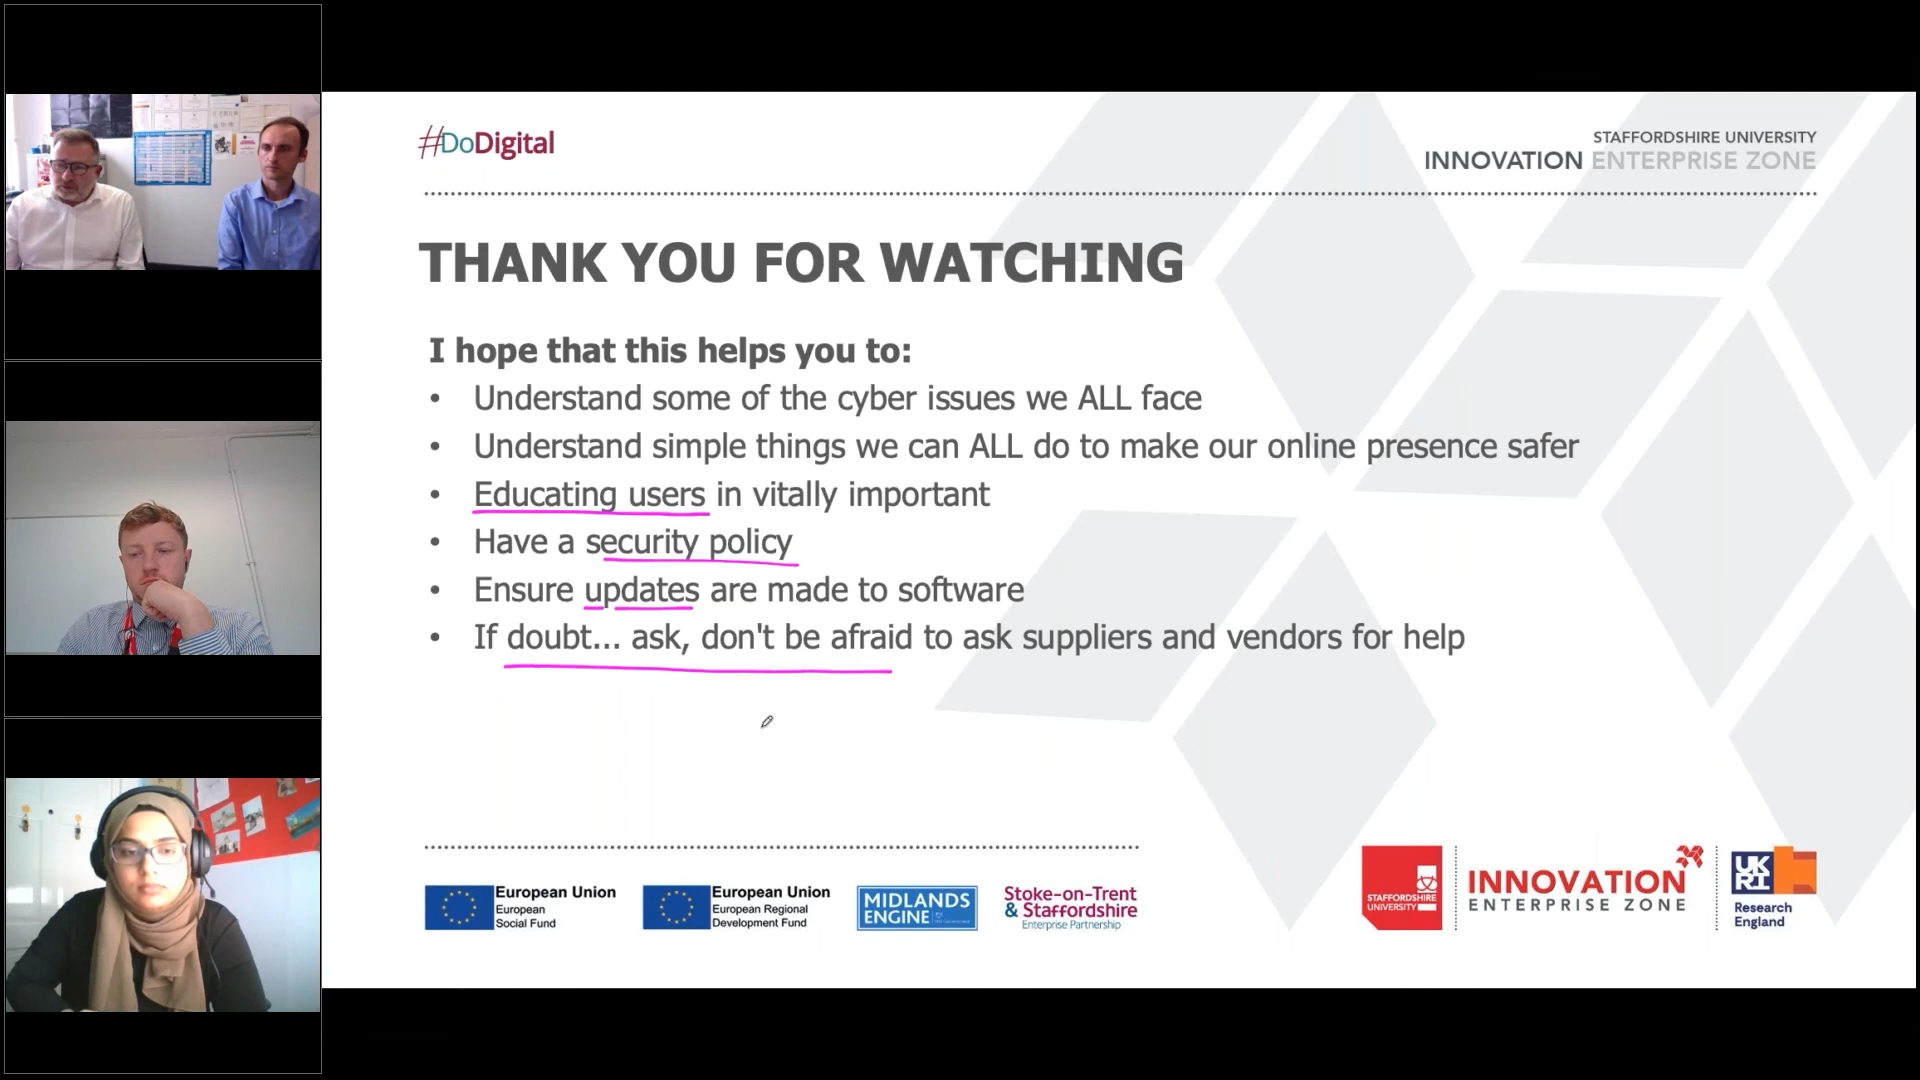 #DoDigital
STAFFORDSHIRE UNIVERSITY
INNOVATION ENTERPRISE ZONE
THANK YOU FOR WATCHING
I hope that this helps you to:
• Understand some of the cyber issues we ALL face
• Understand simple things we can ALL do to make our online presence safer
• Educating users in vitally important
• Have a security policy
• Ensure updates are made to software
• If doubt... ask, don't be afraid to ask suppliers and vendors for help
European Union
European
Social Fund
European Union
European Regional
Development Fund
MIDLANDS
ENGINE
Stoke-on-Trent
& Staffordshire
Enterprise Partnership
STAFFORDSHIRE
UNIVERSITY
INNOVATION
ENTERPRISE ZONE
UK
RI
Research
England